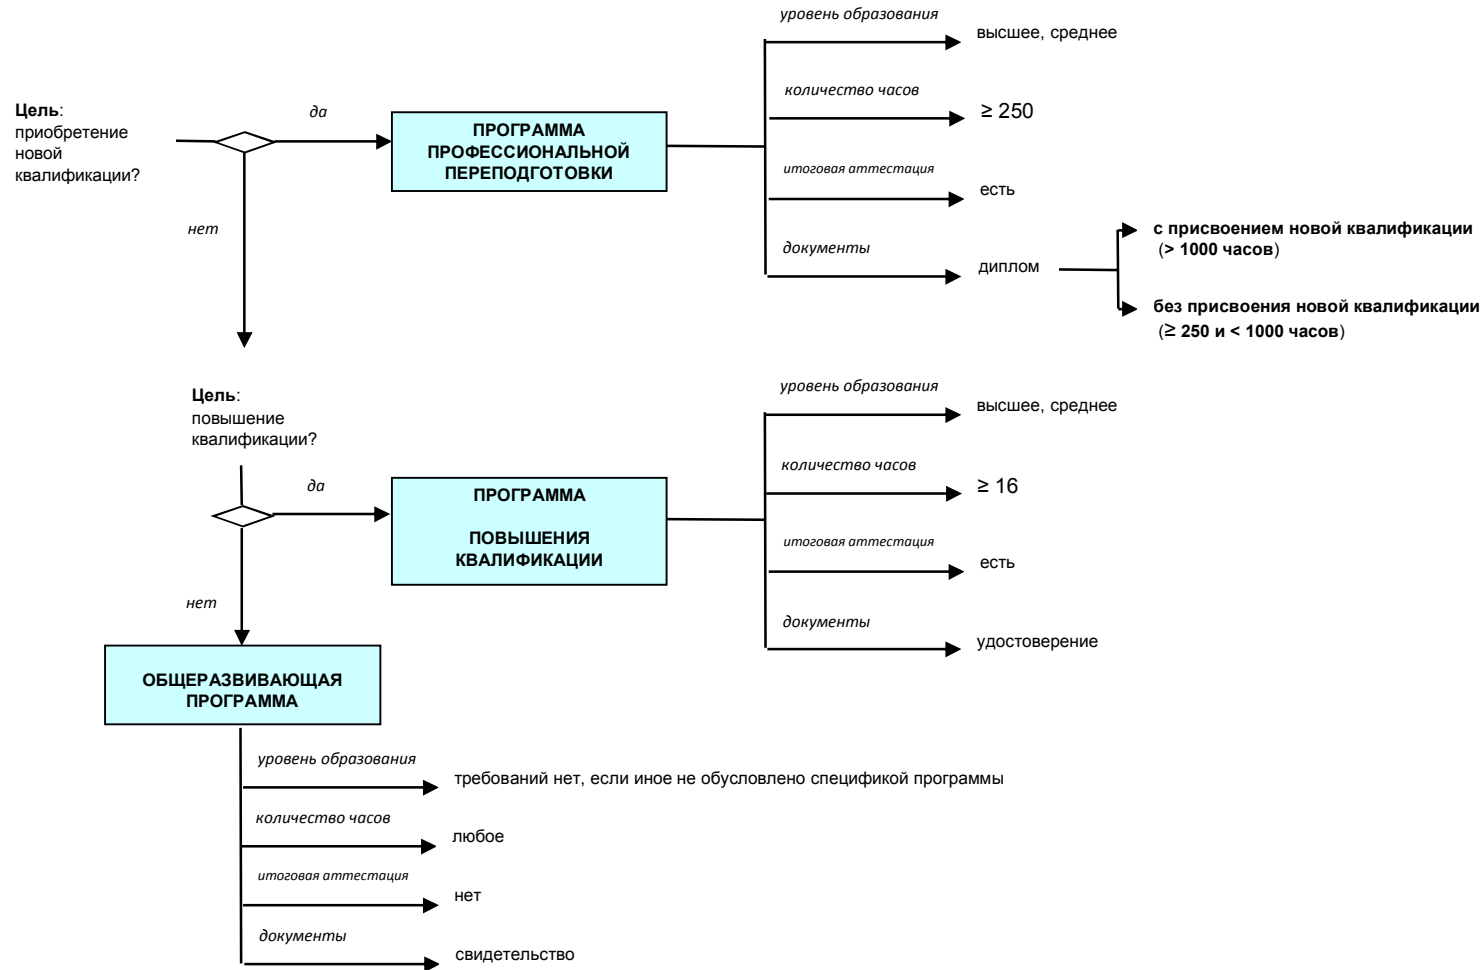 уровень образования
высшее, среднее
количество часов
≥ 250
Цель:
приобретение
новой
квалификации?
да
ПРОГРАММА
ПРОФЕССИОНАЛЬНОЙ
ПЕРЕПОДГОТОВКИ
итоговая аттестация
есть
нет
документы
диплом
с присвоением новой квалификации
(> 1000 часов)
без присвоения новой квалификации
(≥ 250 и < 1000 часов)
Цель:
повышение
квалификации?
уровень образования
высшее, среднее
количество часов
≥ 16
да
ПРОГРАММА
ПОВЫШЕНИЯ
КВАЛИФИКАЦИИ
итоговая аттестация
есть
нет
документы
удостоверение
ОБЩЕРАЗВИВАЮЩАЯ
ПРОГРАММА
уровень образования
требований нет, если иное не обусловлено спецификой программы
количество часов
любое
итоговая аттестация
нет
документы
свидетельство